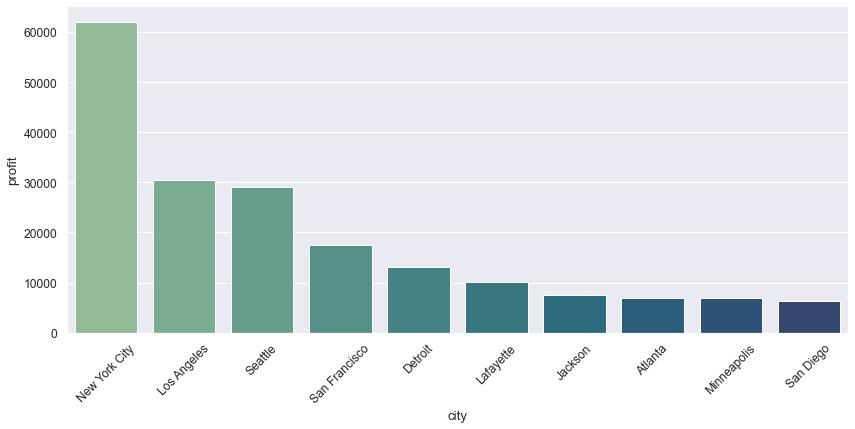 60000
50000
40000
30000
20000
10000
0
profit
New York City
Los Angeles
Seattle
San Francisco
Detroit
Lafayette
Jackson
Atlanta
Minneapolis
San Diego
city